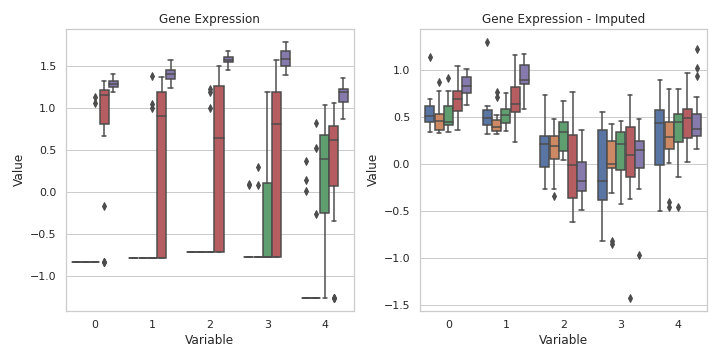 Gene Expression
1.5
1.0
0.5
0.0
−0.5
−1.0
Value
0 1 2 3 4
Variable
Gene Expression - Imputed
1.0
0.5
0.0
−0.5
−1.0
−1.5
Value
0 1 2 3 4
Variable